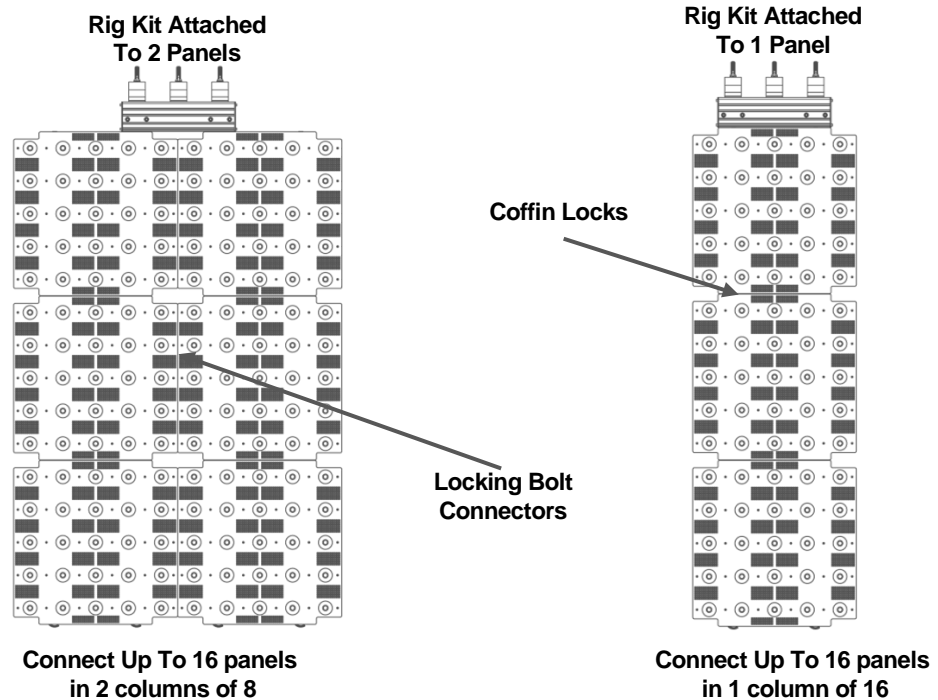 Rig Kit Attached
To 2 Panels
Rig Kit Attached
To 1 Panel
Coffin Locks
Locking Bolt
Connectors
Connect Up To 16 panels
in 2 columns of 8
Connect Up To 16 panels
in 1 column of 16